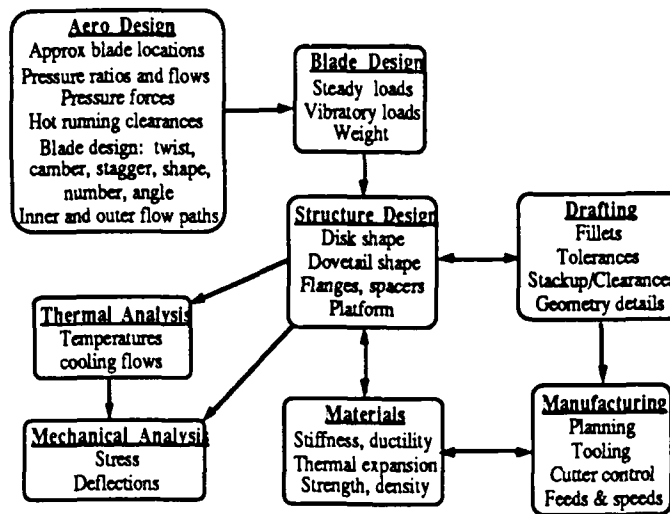 Aero Design
Approx blade locations
Pressure ratios and flows
Pressure forces
Hot running clearances
Blade design: twist,
camber, stagger, shape,
number, angle
Inner and outer flow paths
Blade Design
Steady loads
Vibratory loads
Weight
Structure Design
Disk shape
Dovetail shape
Flanges, spacers
Platform
Drafting
Fillets
Tolerances
Stackup/Clearances
Geometry details
Thermal Analysis
Temperatures
cooling flows
Mechanical Analysis
Stress
Deflections
Materials
Stiffness, ductility
Thermal expansion
Strength, density
Manufacturing
Planning
Tooling
Cutter control
Feeds & speeds